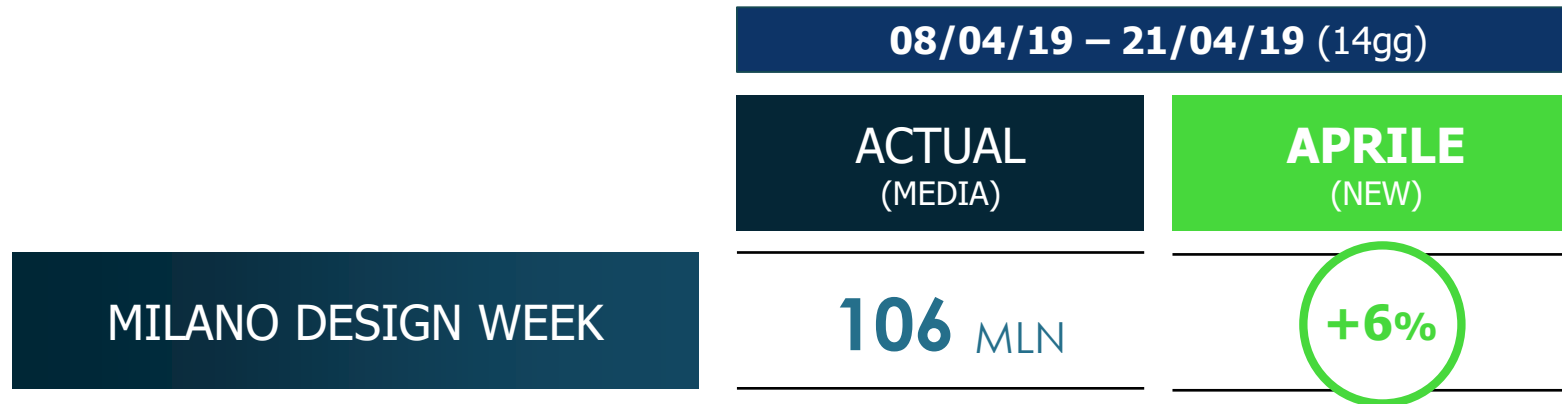 08/04/19 – 21/04/19 (14gg)
ACTUAL
(MEDIA)
APRILE
(NEW)
MILANO DESIGN WEEK
106 MLN
+6%